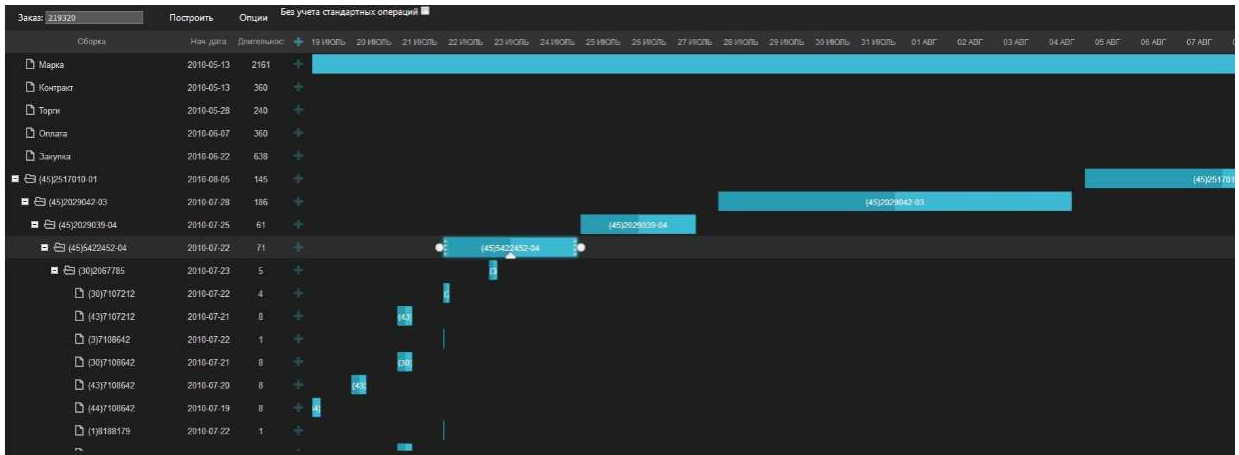 Заказ: 219320 Построить Опции Без учета стандартных операций
Сборка Нач. дата Длительнос 19 ИЮЛЬ 20 ИЮЛЬ 21 ИЮЛЬ 22 ИЮЛЬ 23 ИЮЛЬ 24 ИЮЛЬ 25 ИЮЛЬ 26 ИЮЛЬ 27 ИЮЛЬ 28 ИЮЛЬ 29 ИЮЛЬ 30 ИЮЛЬ 31 ИЮЛЬ 01 АВГ 02 АВГ 03 АВГ 04 АВГ 05 АВГ 06 АВГ 07 АВГ
Марка 2010-05-13 2161
Контракт 2010-05-13 360
Торги 2010-05-28 240
Оплата 2010-06-07 360
Закупка 2010-06-22 638
(45)2517010-01 2010-08-05 145 (45)251701
(45)2029042-03 2010-07-28 186 (45)2029042-03
(45)2029039-04 2010-07-25 61 (45)2029039-04
(45)5422452-04 2010-07-22 71 (45)5422452-04
(30)2067785 2010-07-23 5
(30)7107212 2010-07-22 4
(43)7107212 2010-07-21 8 (43)
(3)7108642 2010-07-22 1
(30)7108642 2010-07-21 8 (30)
(43)7108642 2010-07-20 8 (43)
(44)7108642 2010-07-19 8 4)
(1)8188179 2010-07-22 1